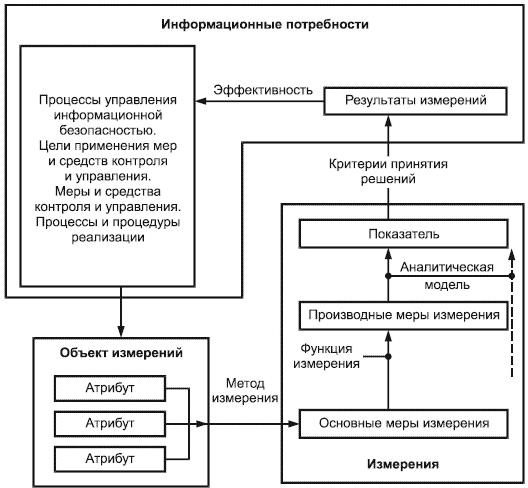 Информационные потребности
Процессы управления
информационной
безопасностью.
Цели применения мер
и средств контроля
и управления.
Меры и средства
контроля и управления.
Процессы и процедуры
реализации
Эффективность
Результаты измерений
Критерии принятия
решений
Показатель
Аналитическая
модель
Производные меры измерения
Функция
измерения
Объект измерений
Атрибут
Атрибут
Атрибут
Метод
измерения
Основные меры измерения
Измерения